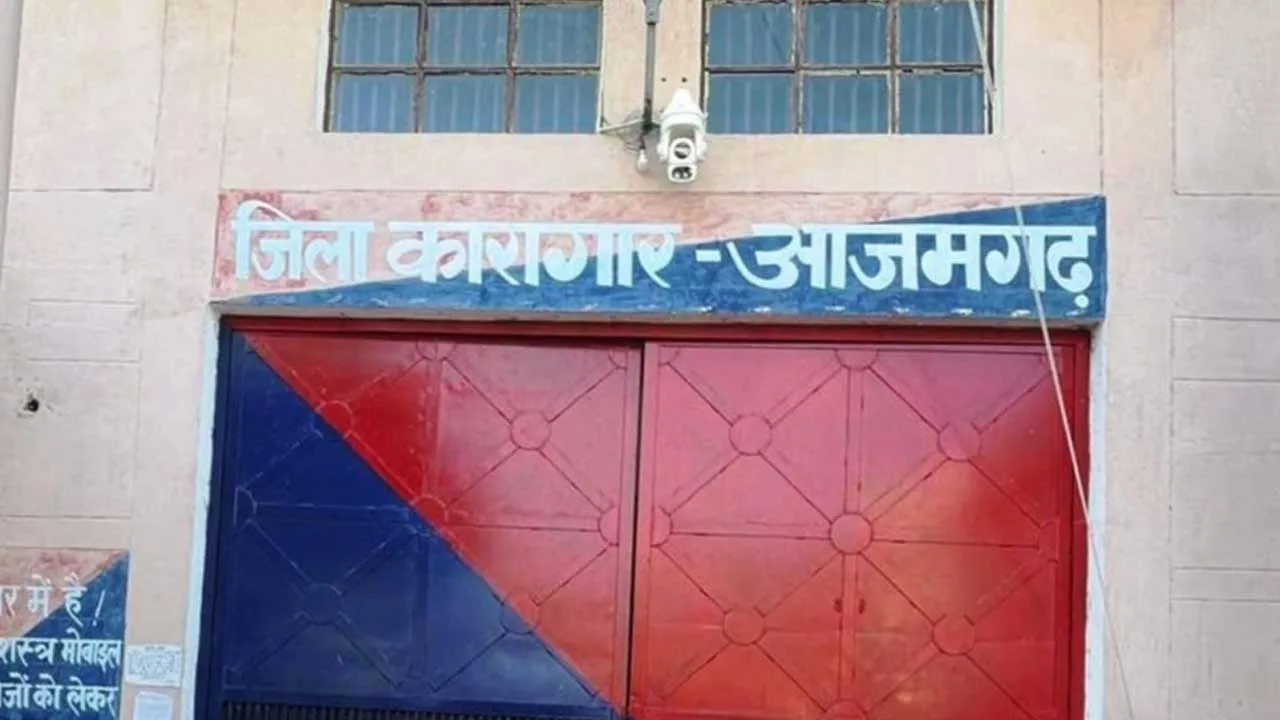 जिला कारागार - आजमगढ़
र में है!
शस्त्र मोबाइल
जों को लेकर